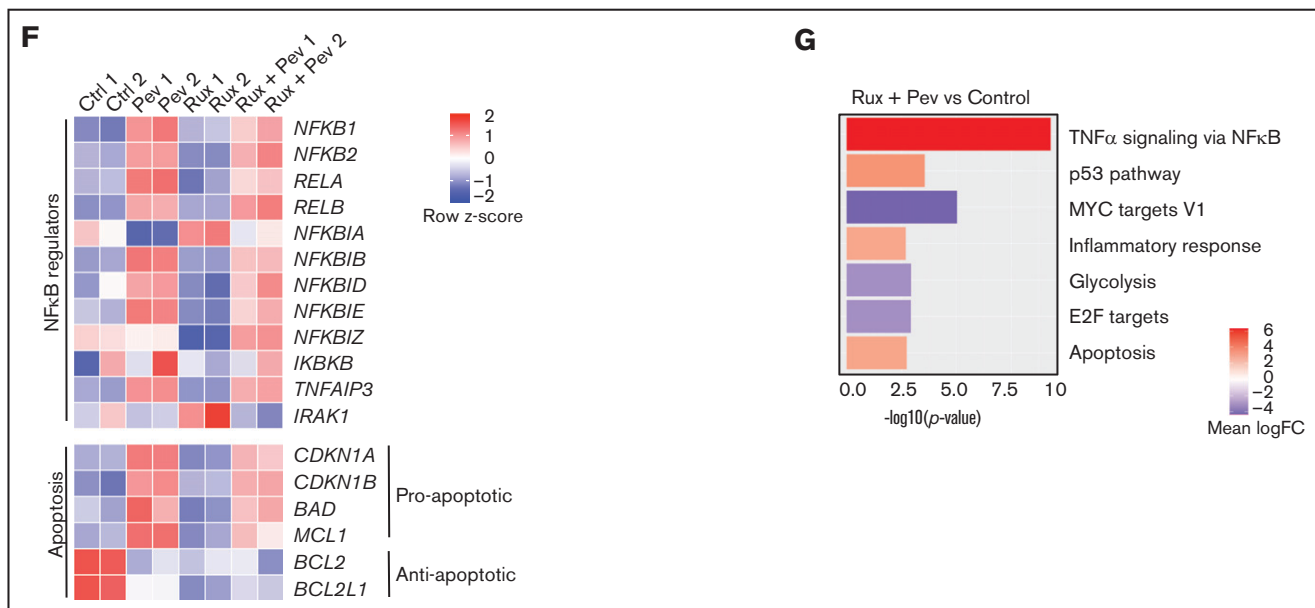 F
Ctrl 1
Ctrl 2
Pev 1
Pev 2
Rux 1
Rux 2
Rux + Pev 1
Rux + Pev 2
NFκB regulators
NFKB1
NFKB2
RELA
RELB
NFKBIA
NFKBIB
NFKBID
NFKBIE
NFKBIZ
IKBKB
TNFAIP3
IRAK1
Apoptosis
CDKN1A
CDKN1B
BAD
MCL1
BCL2
BCL2L1
Pro-apoptotic
Anti-apoptotic
2
1
0
−1
−2
Row z-score
G
Rux + Pev vs Control
TNFα signaling via NFκB
p53 pathway
MYC targets V1
Inflammatory response
Glycolysis
E2F targets
Apoptosis
0.0 2.5 5.0 10
-log10(p-value)
6
4
2
0
−2
−4
Mean logFC